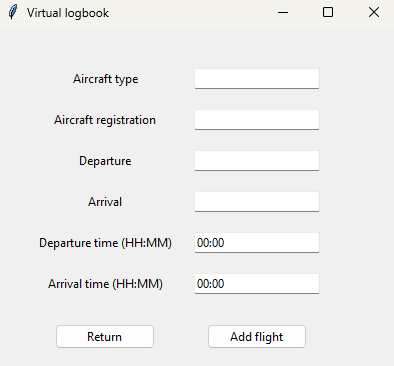 Virtual logbook
Aircraft type
Aircraft registration
Departure
Arrival
Departure time (HH:MM) 00:00
Arrival time (HH:MM) 00:00
Return Add flight